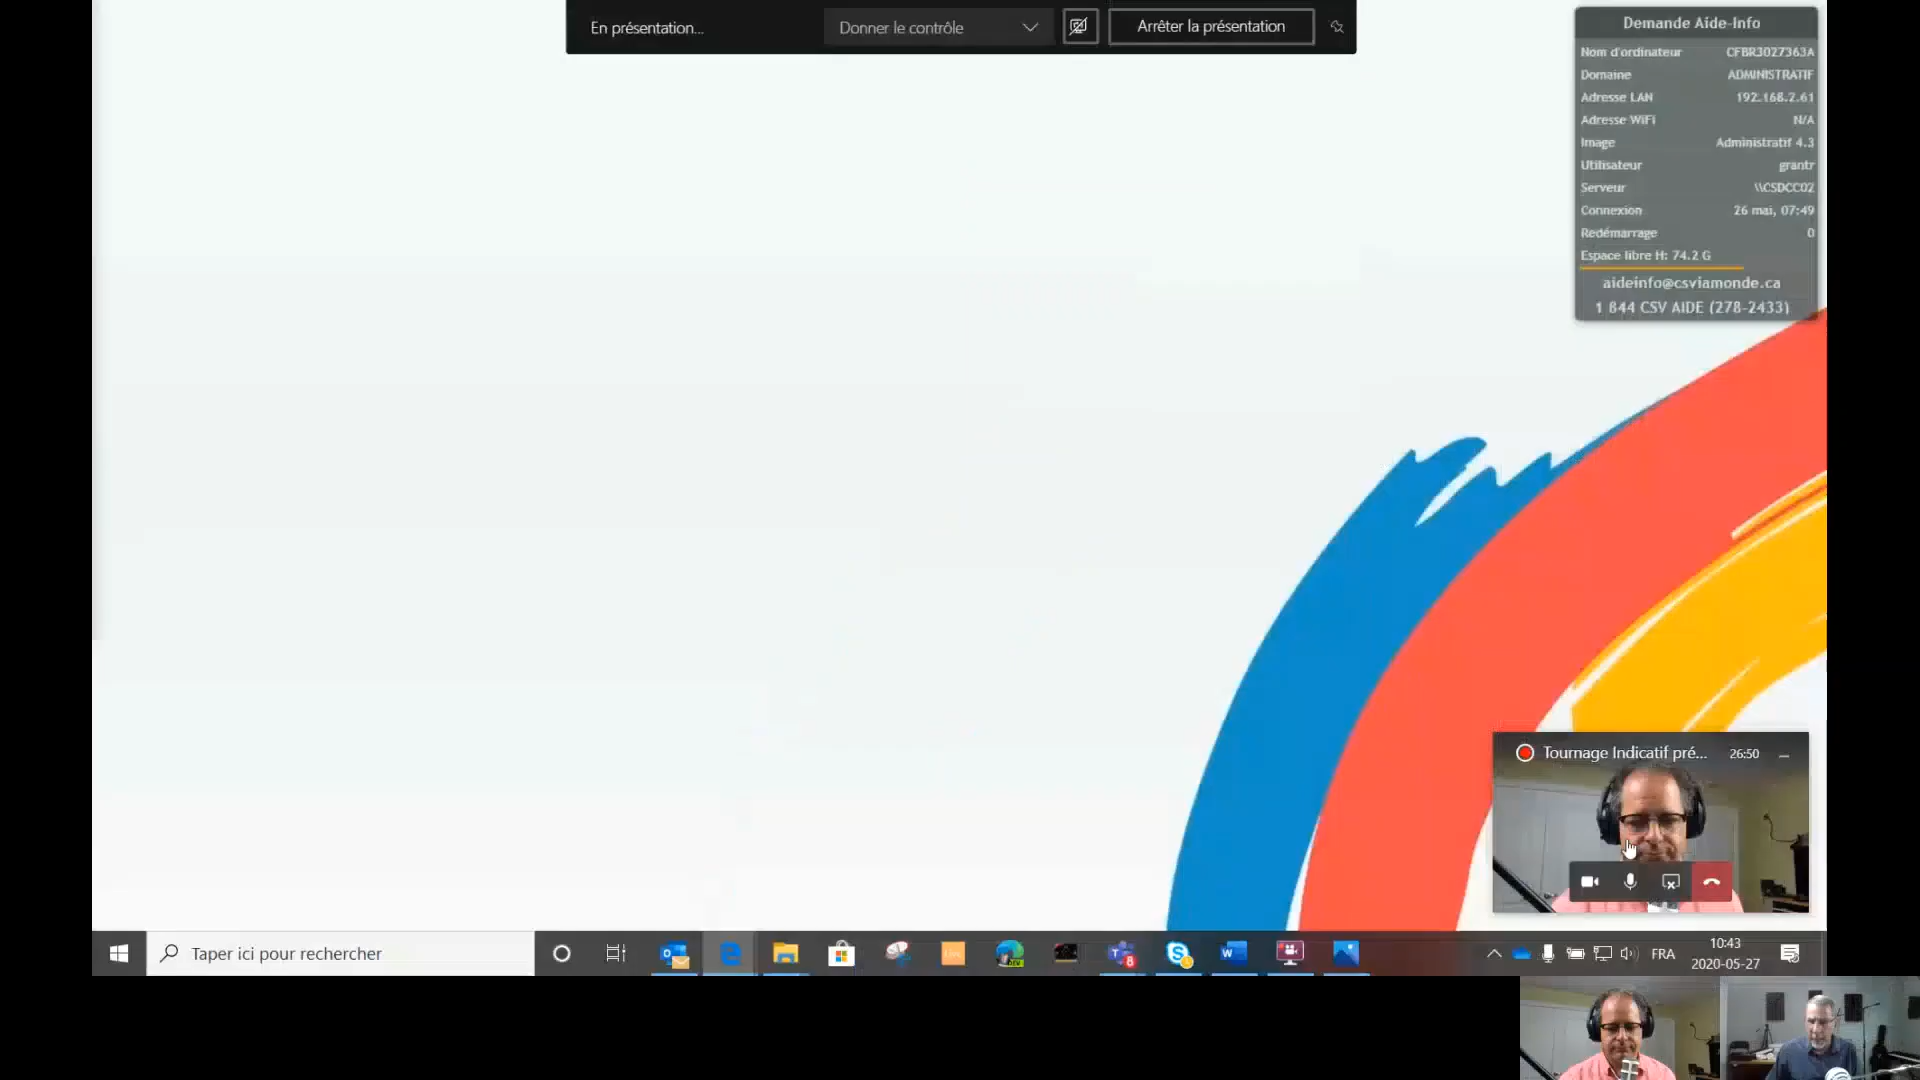 En présentation...
Donner le contrôle
Arrêter la présentation
Demande Aide-Info
Nom d'ordinateur CFBR3027363A
Domaine ADMINISTRATIF
Adresse LAN 192.168.2.61
Adresse WiFi N/A
Image Administratif 4.3
Utilisateur grantr
Serveur \\CSDCC02
Connexion 26 mai, 07:49
Redémarrage 0
Espace libre H: 74.2 G
aideinfo@csviamonde.ca
1 844 CSV AIDE (278-2433)
Tournage Indicatif pré... 26:50
Taper ici pour rechercher
FRA
10:43
2020-05-27